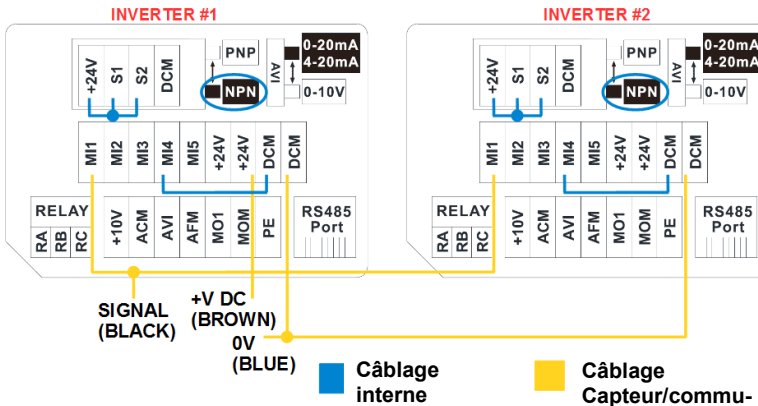 INVERTER #1
INVERTER #2
+24V S1 S2 DCM
PNP
NPN
AVI
0-20mA
4-20mA
0-10V
+24V S1 S2 DCM
PNP
NPN
AVI
0-20mA
4-20mA
0-10V
MI1 MI2 MI3 MI4 MI5 +24V +24V DCM DCM
MI1 MI2 MI3 MI4 MI5 +24V +24V DCM DCM
RELAY
RA RB RC
+10V ACM AVI AFM MO1 MOM PE
RS485
Port
RELAY
RA RB RC
+10V ACM AVI AFM MO1 MOM PE
RS485
Port
SIGNAL
(BLACK)
+V DC
(BROWN)
0V
(BLUE)
Câblage
interne
Câblage
Capteur/commu-